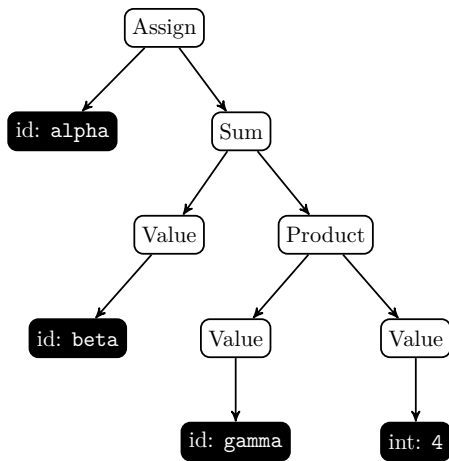 Assign
id: alpha
Sum
Value
Product
id: beta
Value
Value
id: gamma
int: 4